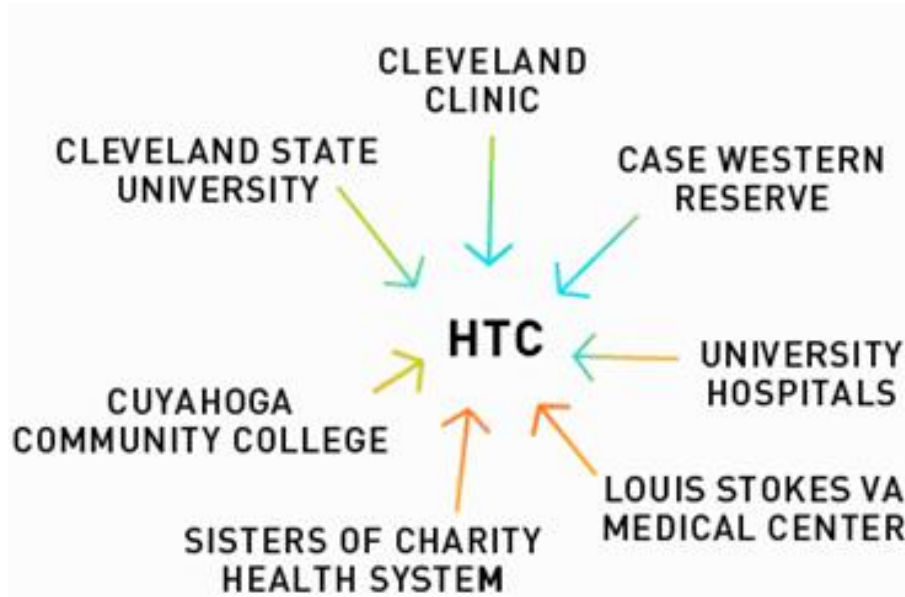 CLEVELAND
CLINIC
CLEVELAND STATE
UNIVERSITY
CASE WESTERN
RESERVE
HTC
UNIVERSITY
HOSPITALS
CUYAHOGA
COMMUNITY COLLEGE
LOUIS STOKES VA
MEDICAL CENTER
SISTERS OF CHARITY
HEALTH SYSTEM